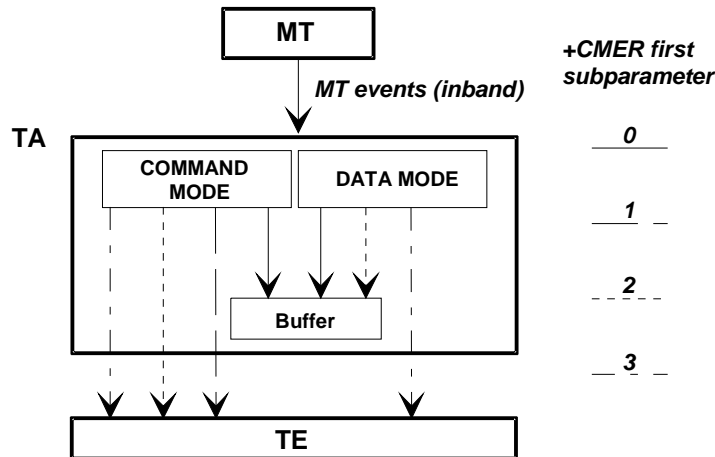 MT
+CMER first
subparameter
MT events (inband)
TA
0
COMMAND
MODE
DATA MODE
1
2
Buffer
3
TE